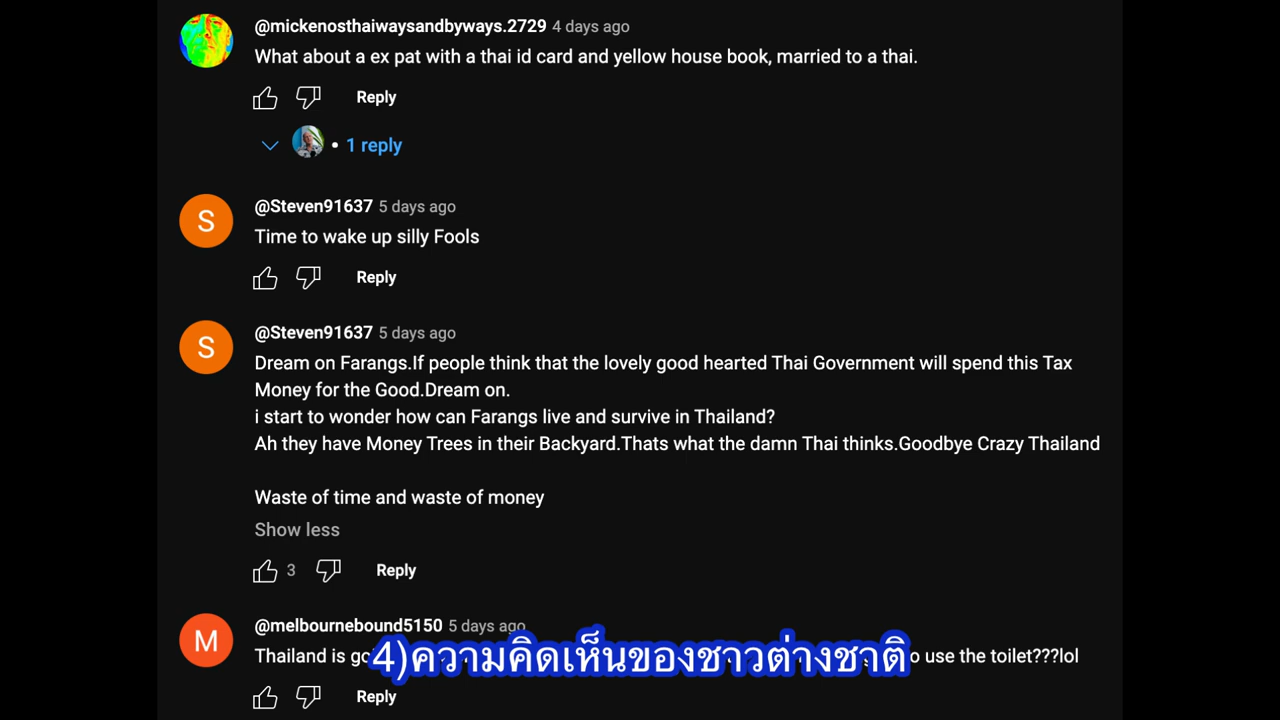 @mickenosthaiwaysandbyways.2729 4 days ago
What about a ex pat with a thai id card and yellow house book, married to a thai.
Reply
• 1 reply
S
@Steven91637 5 days ago
Time to wake up silly Fools
Reply
S
@Steven91637 5 days ago
Dream on Farangs.If people think that the lovely good hearted Thai Government will spend this Tax
Money for the Good.Dream on.
i start to wonder how can Farangs live and survive in Thailand?
Ah they have Money Trees in their Backyard.Thats what the damn Thai thinks.Goodbye Crazy Thailand
Waste of time and waste of money
Show less
3 Reply
M
@melbournebound5150 5 days ago
Thailand is use the toilet???lol
4)ความคิดเห็นของชาวต่างชาติ
Reply